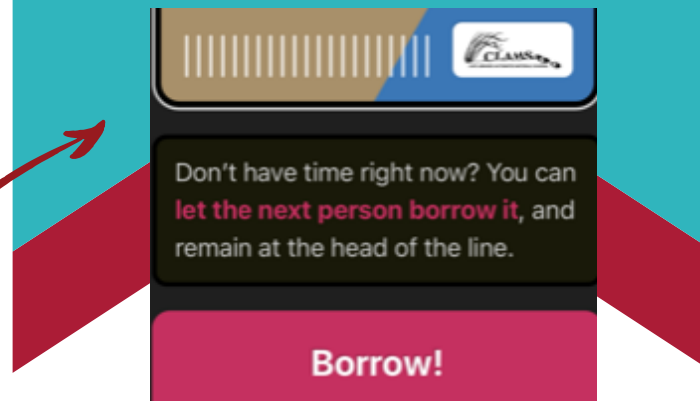 CLAMS
Don't have time right now? You can
let the next person borrow it, and
remain at the head of the line.
Borrow!